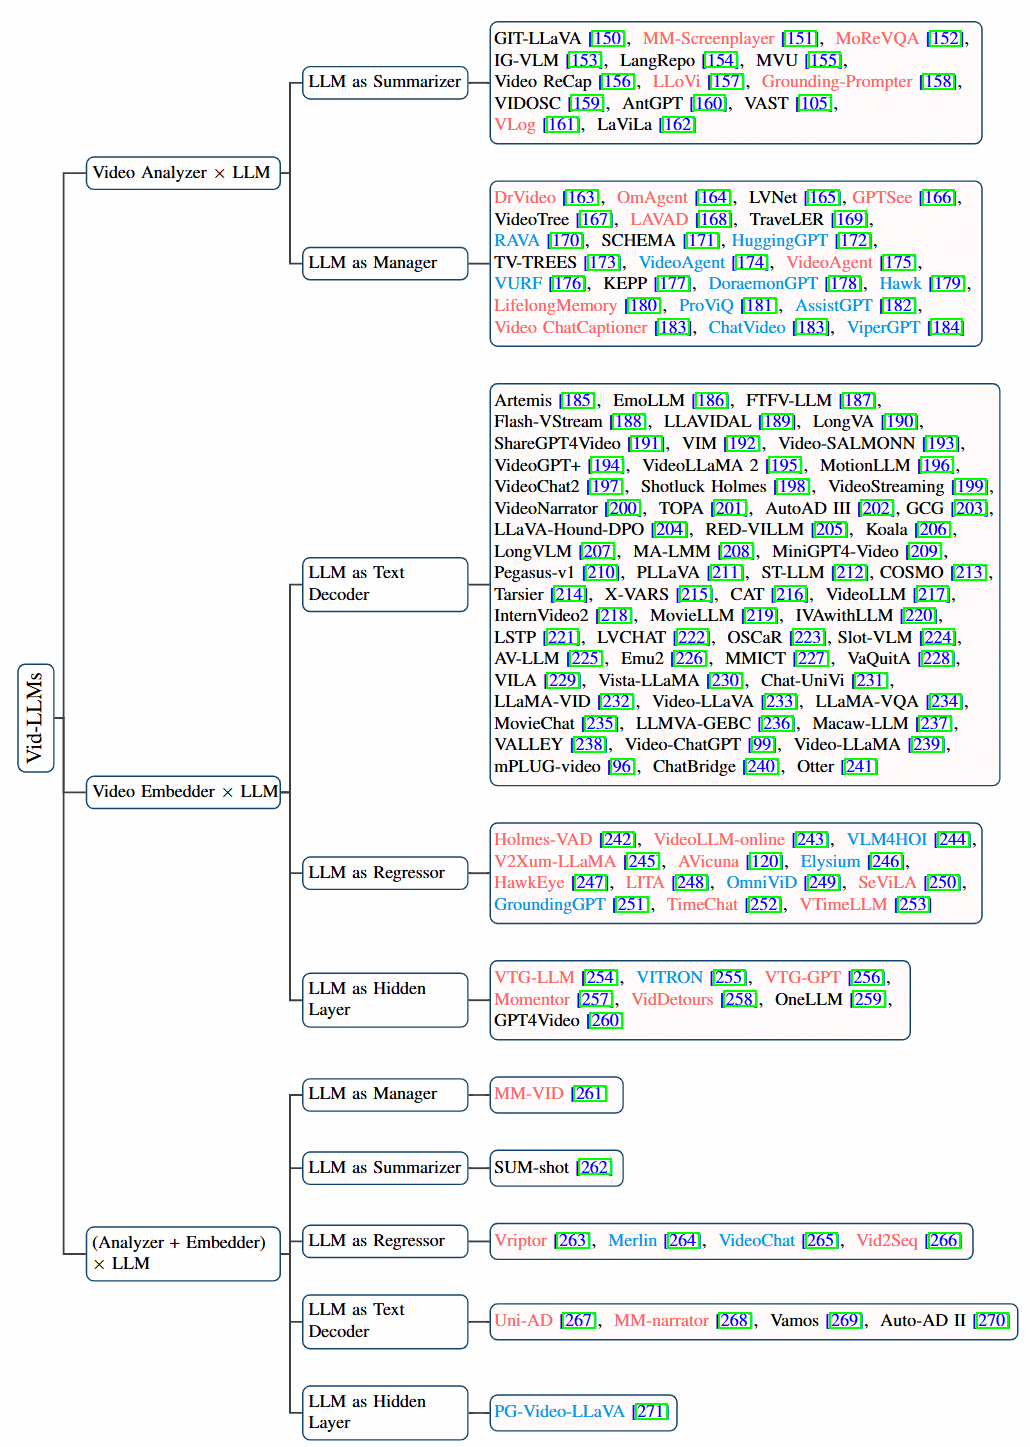 Vid-LLMs
Video Analyzer × LLM
LLM as Summarizer
GIT-LLaVA [150], MM-Screenplayer [151], MoReVQA [152],
IG-VLM [153], LangRepo [154], MVU [155],
Video ReCap [156], LLoVi [157], Grounding-Prompter [158],
VIDOSC [159], AntGPT [160], VAST [105],
VLog [161], LaViLa [162]
LLM as Manager
DrVideo [163], OmAgent [164], LVNet [165], GPTSee [166],
VideoTree [167], LAVAD [168], TraveLER [169],
RAVA [170], SCHEMA [171], HuggingGPT [172],
TV-TREES [173], VideoAgent [174], VideoAgent [175],
VURF [176], KEPP [177], DoraemonGPT [178], Hawk [179],
LifelongMemory [180], ProViQ [181], AssistGPT [182],
Video ChatCaptioner [183], ChatVideo [183], ViperGPT [184]
Video Embedder × LLM
LLM as Text
Decoder
Artemis [185], EmoLLM [186], FTFV-LLM [187],
Flash-VStream [188], LLAVIDAL [189], LongVA [190],
ShareGPT4Video [191], VIM [192], Video-SALMONN [193],
VideoGPT+ [194], VideoLLaMA 2 [195], MotionLLM [196],
VideoChat2 [197], Shotluck Holmes [198], VideoStreaming [199],
VideoNarrator [200], TOPA [201], AutoAD III [202], GCG [203],
LLaVA-Hound-DPO [204], RED-VILLM [205], Koala [206],
LongVLM [207], MA-LMM [208], MiniGPT4-Video [209],
Pegasus-v1 [210], PLLaVA [211], ST-LLM [212], COSMO [213],
Tarsier [214], X-VARS [215], CAT [216], VideoLLM [217],
InternVideo2 [218], MovieLLM [219], IVAwithLLM [220],
LSTP [221], LVCHAT [222], OSCaR [223], Slot-VLM [224],
AV-LLM [225], Emu2 [226], MMICT [227], VaQuitA [228],
VILA [229], Vista-LLaMA [230], Chat-UniVi [231],
LLaMA-VID [232], Video-LLaVA [233], LLaMA-VQA [234],
MovieChat [235], LLMVA-GEBC [236], Macaw-LLM [237],
VALLEY [238], Video-ChatGPT [99], Video-LLaMA [239],
mPLUG-video [96], ChatBridge [240], Otter [241]
LLM as Regressor
Holmes-VAD [242], VideoLLM-online [243], VLM4HOI [244],
V2Xum-LLaMA [245], AVicuna [120], Elysium [246],
HawkEye [247], LITA [248], OmniViD [249], SeViLA [250],
GroundingGPT [251], TimeChat [252], VTimeLLM [253]
LLM as Hidden
Layer
VTG-LLM [254], VITRON [255], VTG-GPT [256],
Momentor [257], VidDetours [258], OneLLM [259],
GPT4Video [260]
(Analyzer + Embedder)
× LLM
LLM as Manager
MM-VID [261]
LLM as Summarizer
SUM-shot [262]
LLM as Regressor
Vriptor [263], Merlin [264], VideoChat [265], Vid2Seq [266]
LLM as Text
Decoder
Uni-AD [267], MM-narrator [268], Vamos [269], Auto-AD II [270]
LLM as Hidden
Layer
PG-Video-LLaVA [271]